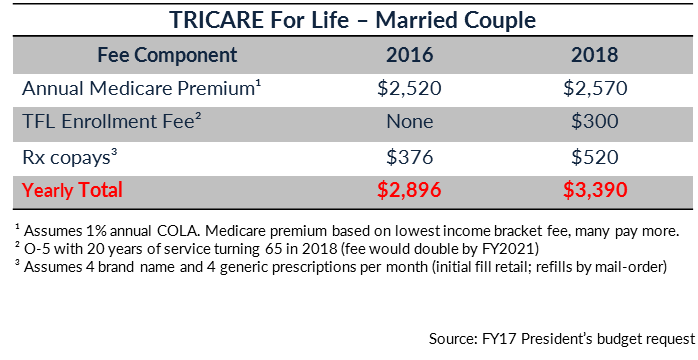 TRICARE For Life – Married Couple
Fee Component 2016 2018
Annual Medicare Premium¹ $2,520 $2,570
TFL Enrollment Fee² None $300
Rx copays³ $376 $520
Yearly Total $2,896 $3,390
¹ Assumes 1% annual COLA. Medicare premium based on lowest income bracket fee, many pay more.
² O-5 with 20 years of service turning 65 in 2018 (fee would double by FY2021)
³ Assumes 4 brand name and 4 generic prescriptions per month (initial fill retail; refills by mail-order)
Source: FY17 President's budget request